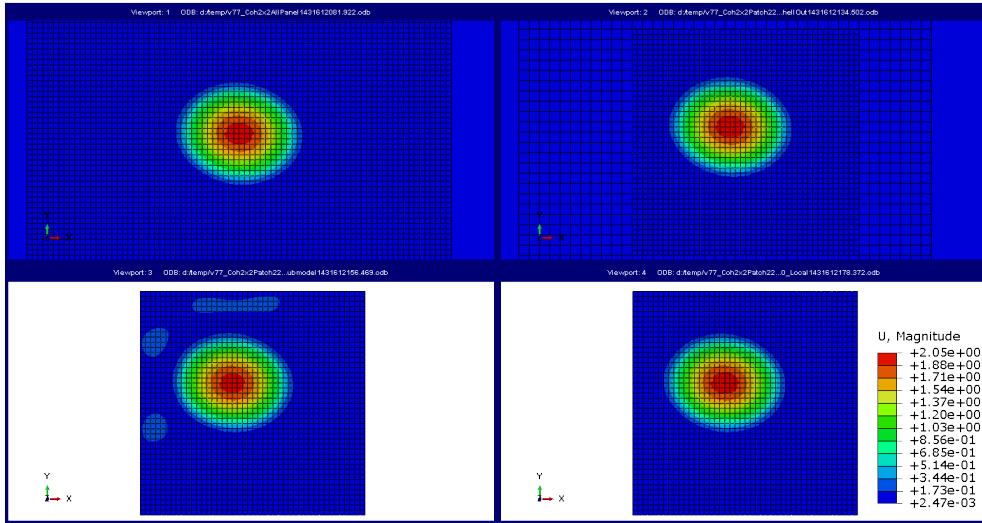 Viewport: 1 ODB: d:/temp/v77_Coh2x2AllPanel1431612081.922.odb
Viewport: 2 ODB: d:/temp/v77_Coh2x2Patch22...hellOut1431612134.502.odb
Y
X
Y
X
Viewport: 3 ODB: d:/temp/v77_Coh2x2Patch22...ubmodel1431612156.469.odb
Viewport: 4 ODB: d:/temp/v77_Coh2x2Patch22...0_Local1431612178.372.odb
U, Magnitude
+2.05e+00
+1.88e+00
+1.71e+00
+1.54e+00
+1.37e+00
+1.20e+00
+1.03e+00
+8.56e-01
+6.85e-01
+5.14e-01
+3.44e-01
+1.73e-01
+2.47e-03
Y
X
Y
X